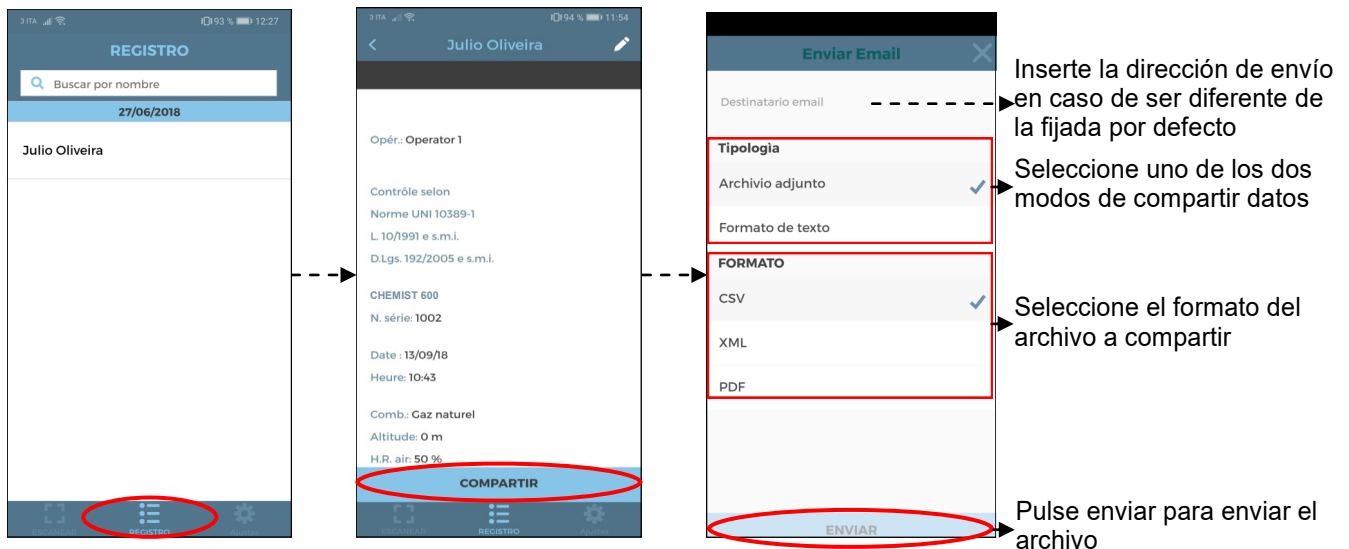 3 ITA 93 % 12:27
REGISTRO
Buscar por nombre
27/06/2018
Julio Oliveira
ESCANEAR REGISTRO Ajustes
3 ITA 94 % 11:54
Julio Oliveira
Opér.: Operator 1
Contrôle selon
Norme UNI 10389-1
L. 10/1991 e s.m.i.
D.Lgs. 192/2005 e s.m.i.
CHEMIST 600
N. série: 1002
Date : 13/09/18
Heure: 10:43
Comb.: Gaz naturel
Altitude: 0 m
H.R. air: 50 %
COMPARTIR
ESCANEAR REGISTRO Ajustes
Enviar Email
Destinatario email
Tipologìa
Archivio adjunto
Formato de texto
FORMATO
CSV
XML
PDF
ENVIAR
Inserte la dirección de envío
en caso de ser diferente de
la fijada por defecto
Seleccione uno de los dos
modos de compartir datos
Seleccione el formato del
archivo a compartir
Pulse enviar para enviar el
archivo